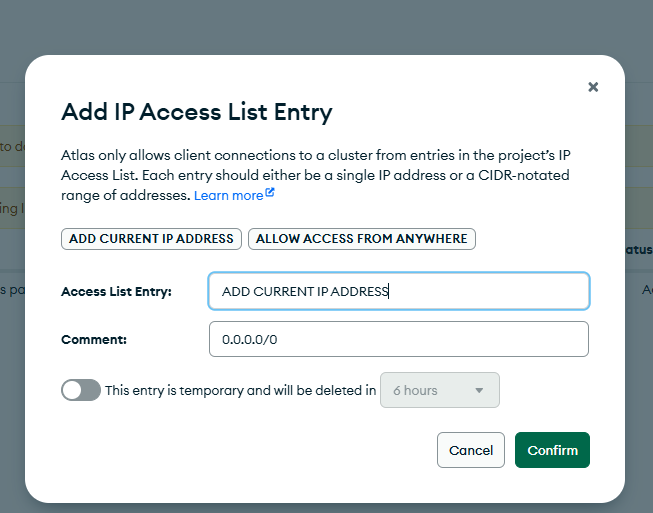 Add IP Access List Entry
Atlas only allows client connections to a cluster from entries in the project's IP
Access List. Each entry should either be a single IP address or a CIDR-notated
range of addresses. Learn more
ADD CURRENT IP ADDRESS ALLOW ACCESS FROM ANYWHERE
Access List Entry: ADD CURRENT IP ADDRESS
Comment: 0.0.0.0/0
This entry is temporary and will be deleted in 6 hours
Cancel Confirm